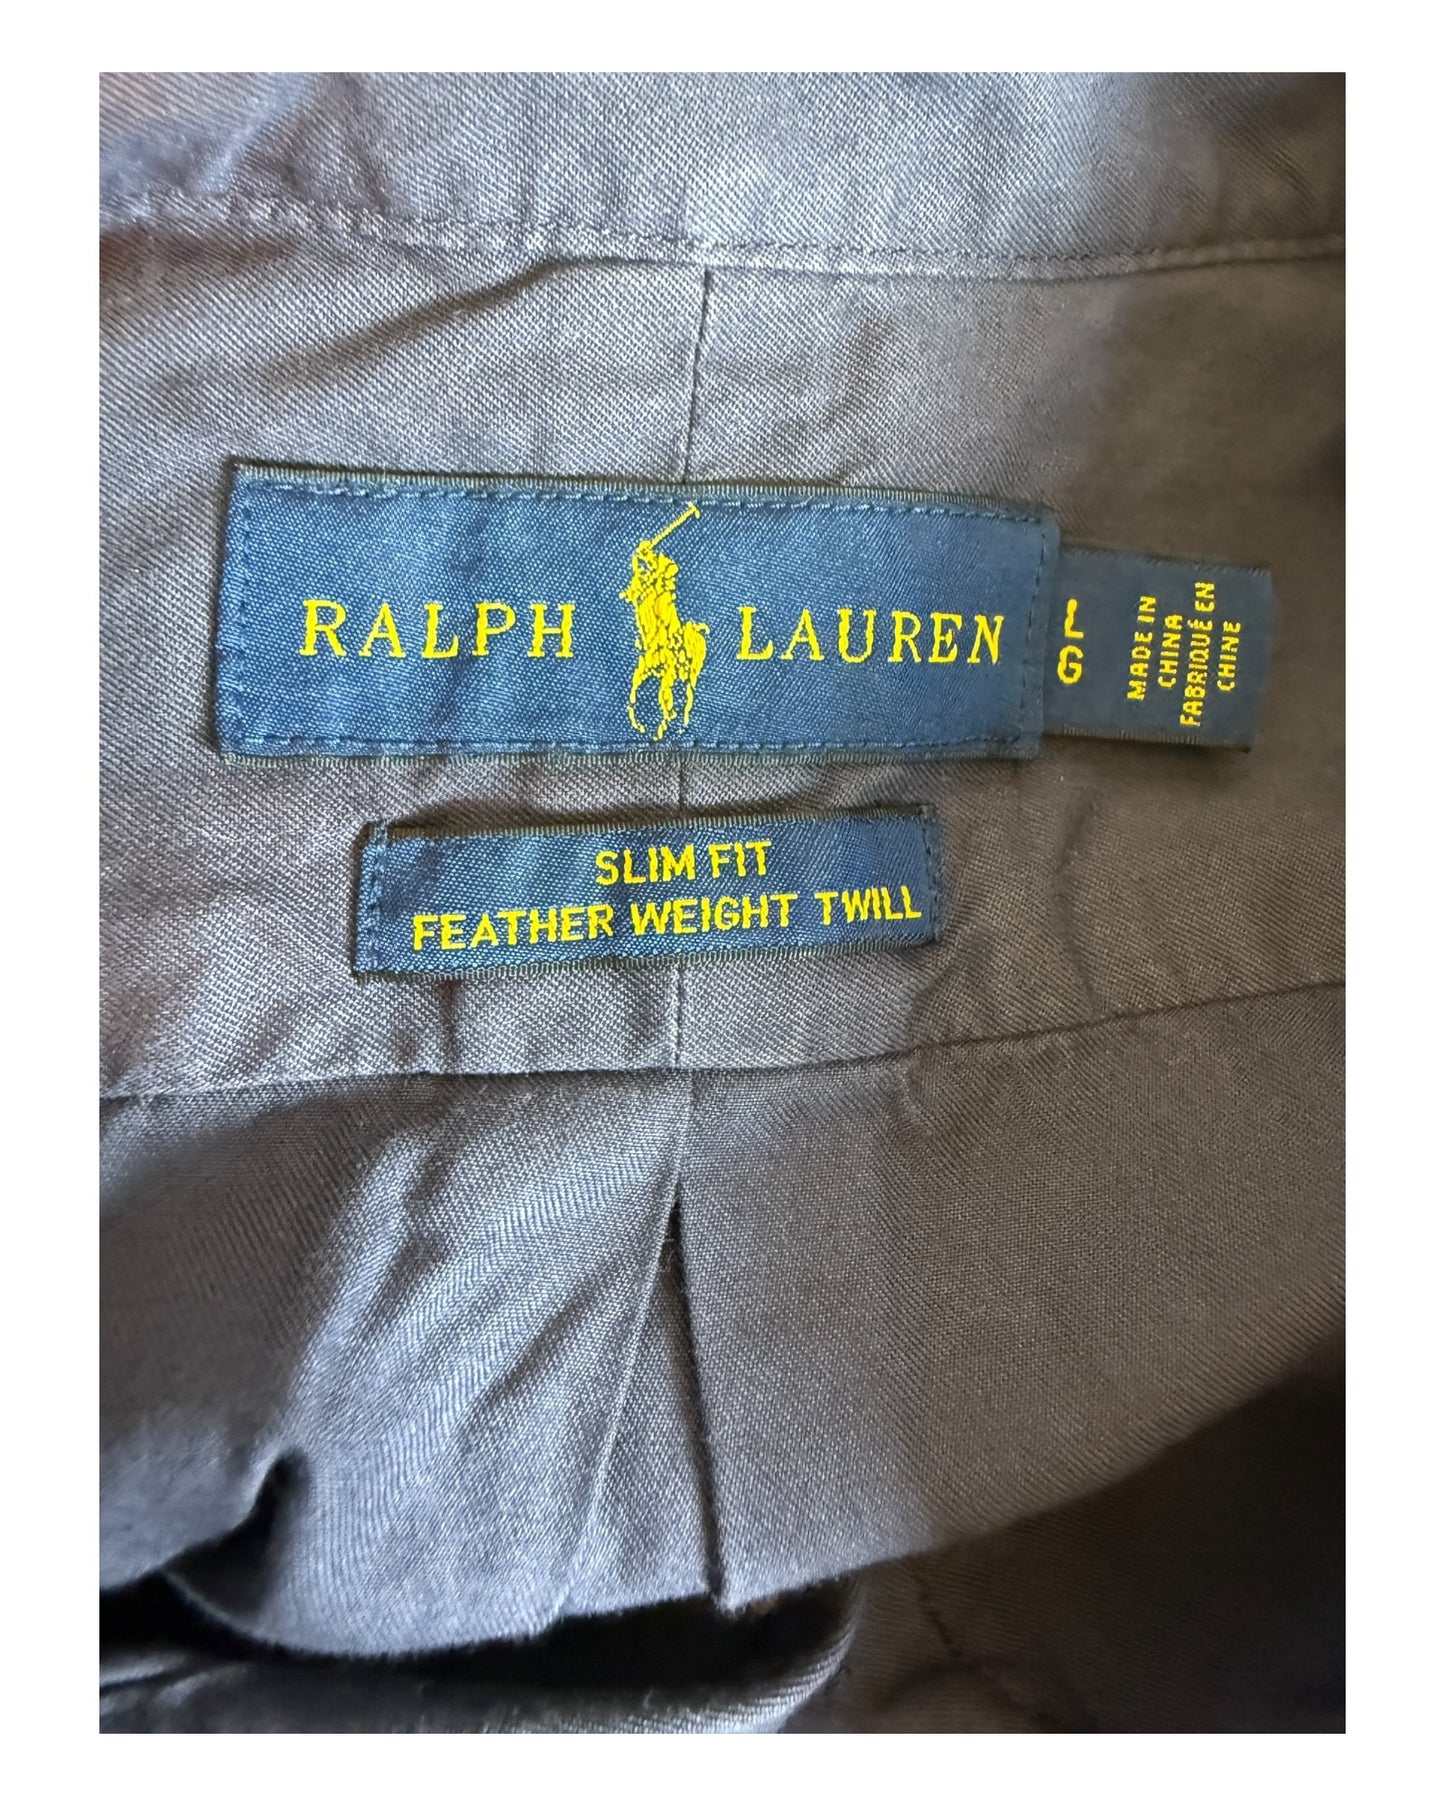 RALPH LAUREN
L
G
MADE IN
CHINA
FABRIQUÉ EN
CHINE
SLIM FIT
FEATHER WEIGHT TWILL